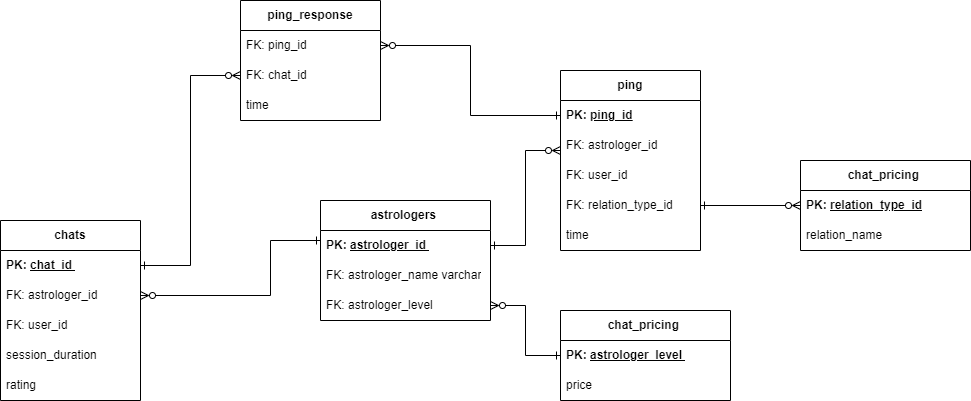 ping_response
FK: ping_id
FK: chat_id
time
ping
PK: ping_id
FK: astrologer_id
FK: user_id
FK: relation_type_id
time
chat_pricing
PK: relation_type_id
relation_name
astrologers
PK: astrologer_id
FK: astrologer_name varchar
FK: astrologer_level
chats
PK: chat_id
FK: astrologer_id
FK: user_id
session_duration
rating
chat_pricing
PK: astrologer_level
price